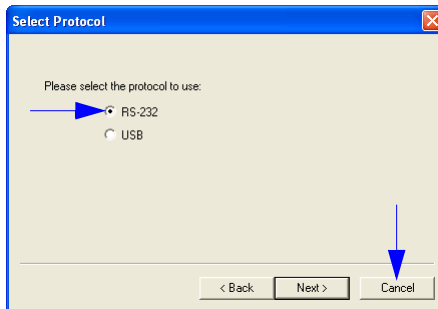 Select Protocol
Please select the protocol to use:
RS-232
USB
< Back Next > Cancel